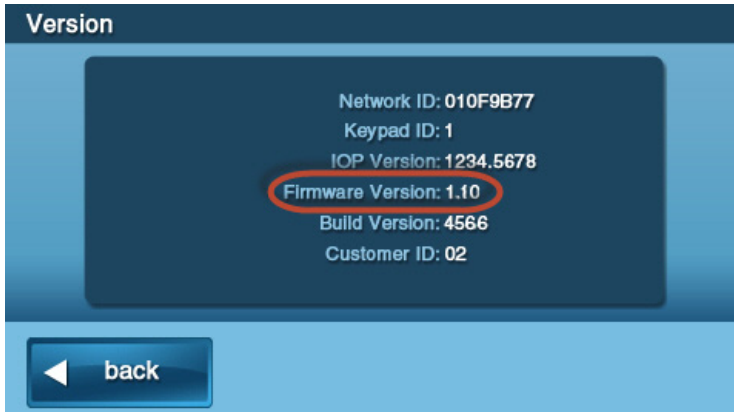 Version
Network ID: 010F9B77
Keypad ID: 1
IOP Version: 1234.5678
Firmware Version: 1.10
Build Version: 4566
Customer ID: 02
back